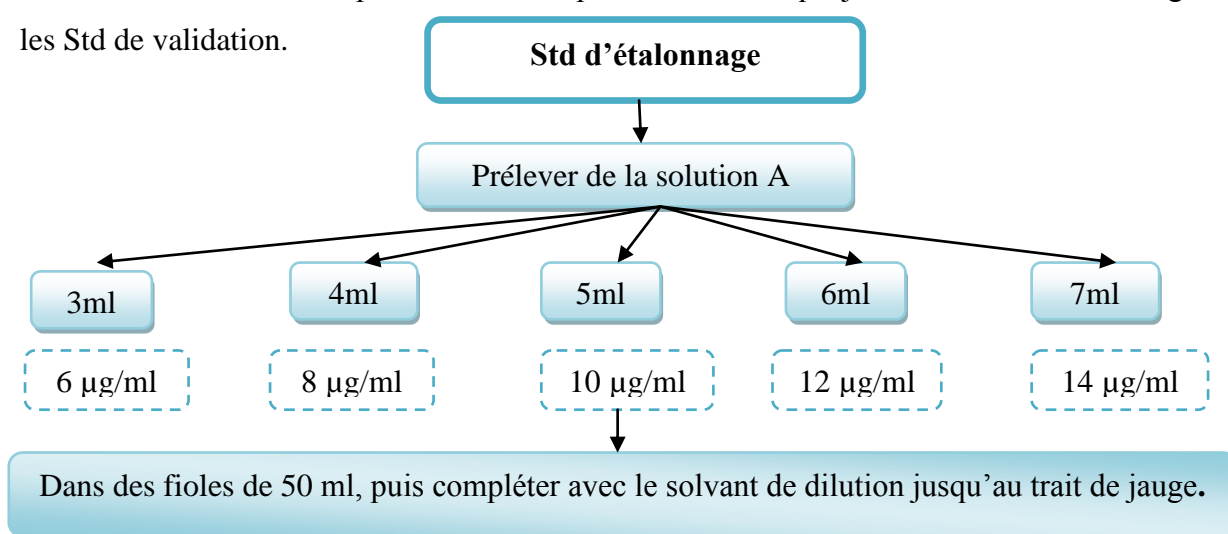 les Std de validation.
Std d’étalonnage
Prélever de la solution A
3ml 4ml 5ml 6ml 7ml
6 µg/ml 8 µg/ml 10 µg/ml 12 µg/ml 14 µg/ml
Dans des fioles de 50 ml, puis compléter avec le solvant de dilution jusqu’au trait de jauge.